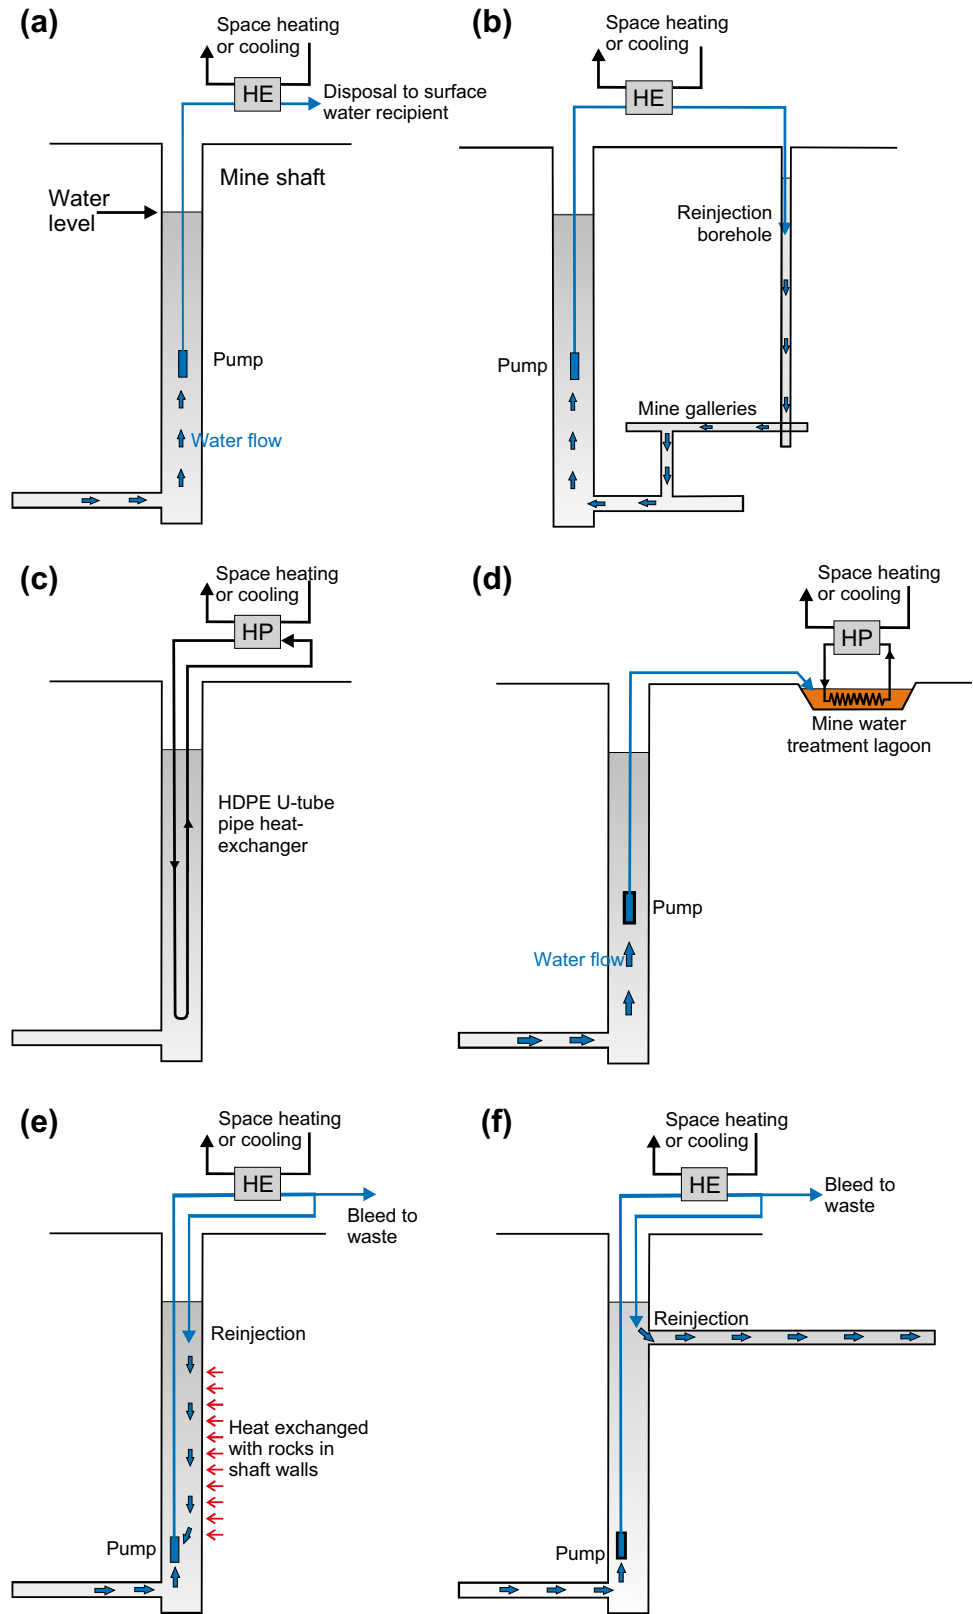 (a)
Space heating
or cooling
HE
Disposal to surface
water recipient
Mine shaft
Water
level
Pump
Water flow
(b)
Space heating
or cooling
HE
Reinjection
borehole
Pump
Mine galleries
(c)
Space heating
or cooling
HP
HDPE U-tube
pipe heat-
exchanger
(d)
Space heating
or cooling
HP
Mine water
treatment lagoon
Pump
Water flow
(e)
Space heating
or cooling
HE
Bleed to
waste
Reinjection
Heat exchanged
with rocks in
shaft walls
Pump
(f)
Space heating
or cooling
HE
Bleed to
waste
Reinjection
Pump